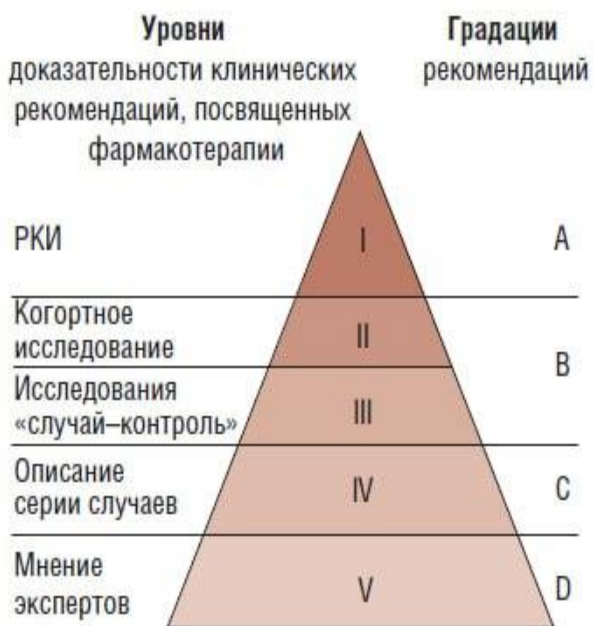 Уровни
доказательности клинических
рекомендаций, посвященных
фармакотерапии
Градации
рекомендаций
РКИ
I
A
Когортное
исследование
II
B
Исследования
«случай–контроль»
III
Описание
серии случаев
IV
C
Мнение
экспертов
V
D